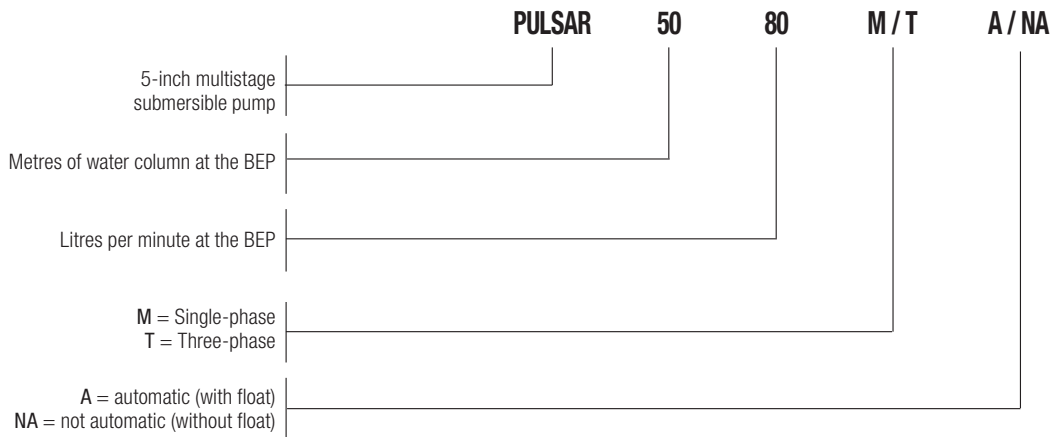 PULSAR 50 80 M / T A / NA
5-inch multistage
submersible pump
Metres of water column at the BEP
Litres per minute at the BEP
M = Single-phase
T = Three-phase
A = automatic (with float)
NA = not automatic (without float)